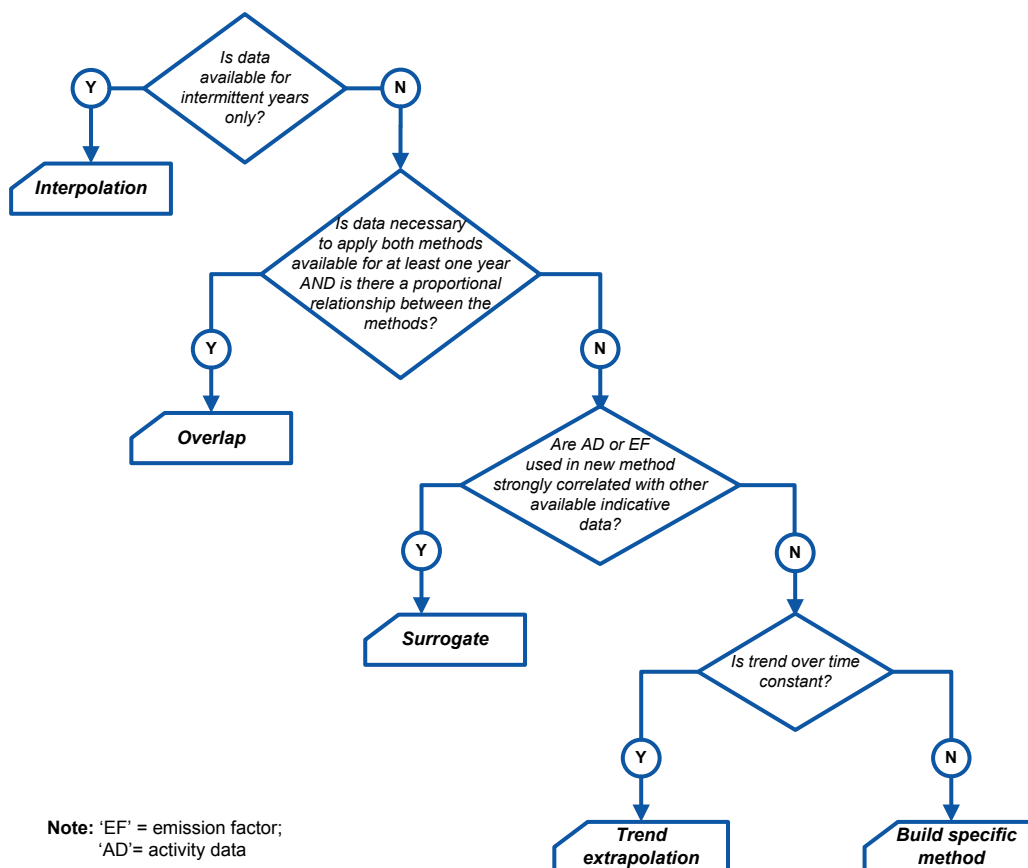 Is data
available for
intermittent years
only?
Y
N
Interpolation
Is data necessary
to apply both methods
available for at least one year
AND is there a proportional
relationship between the
methods?
Y
N
Overlap
Are AD or EF
used in new method
strongly correlated with other
available indicative
data?
Y
N
Surrogate
Is trend over time
constant?
Y
N
Trend
extrapolation
Build specific
method
Note: ‘EF’ = emission factor;
‘AD’= activity data